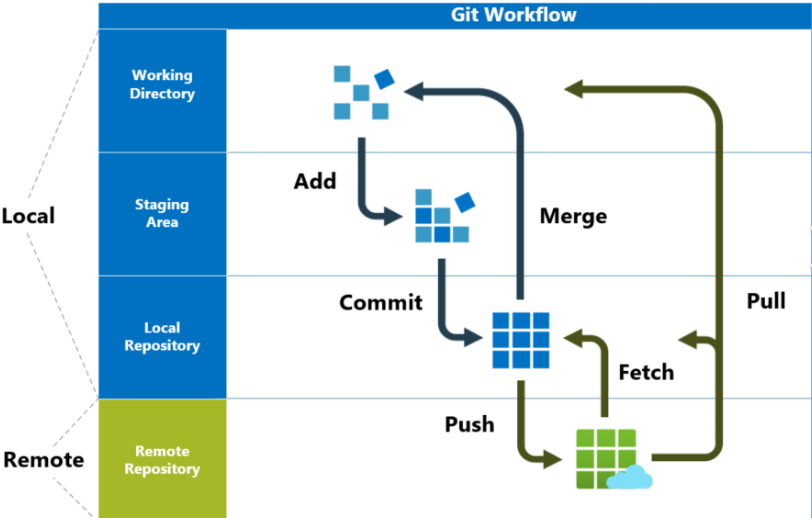 Git Workflow
Working
Directory
Add
Staging
Area
Local
Merge
Commit
Pull
Local
Repository
Fetch
Push
Remote
Remote
Repository